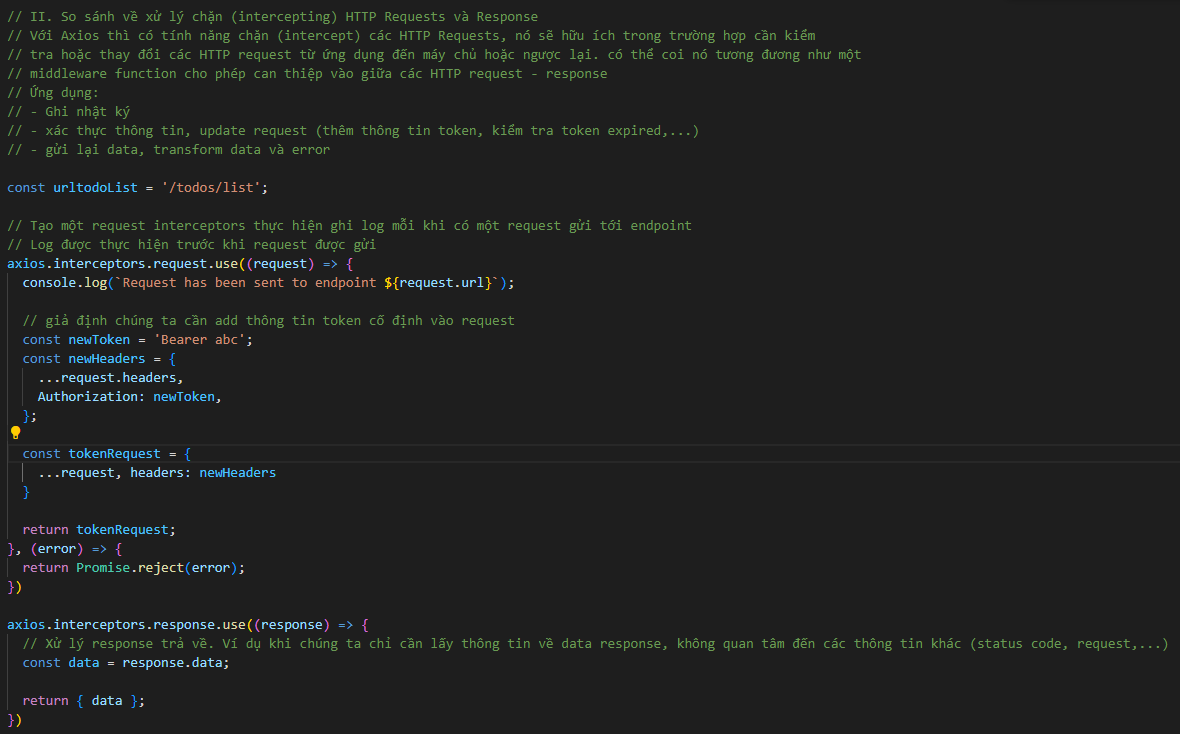 // II. So sánh về xử lý chặn (intercepting) HTTP Requests và Response
// Với Axios thì có tính năng chặn (intercept) các HTTP Requests, nó sẽ hữu ích trong trường hợp cần kiểm
// tra hoặc thay đổi các HTTP request từ ứng dụng đến máy chủ hoặc ngược lại. có thể coi nó tương đương như một
// middleware function cho phép can thiệp vào giữa các HTTP request - response
// Ứng dụng:
// - Ghi nhật ký
// - xác thực thông tin, update request (thêm thông tin token, kiểm tra token expired,...)
// - gửi lại data, transform data và error
const urltodoList = '/todos/list';
// Tạo một request interceptors thực hiện ghi log mỗi khi có một request gửi tới endpoint
// Log được thực hiện trước khi request được gửi
axios.interceptors.request.use((request) => {
  console.log(`Request has been sent to endpoint ${request.url}`);
  // giả định chúng ta cần add thông tin token cố định vào request
  const newToken = 'Bearer abc';
  const newHeaders = {
    ...request.headers,
    Authorization: newToken,
  };
  const tokenRequest = {
    ...request, headers: newHeaders
  }
  return tokenRequest;
}, (error) => {
  return Promise.reject(error);
})
axios.interceptors.response.use((response) => {
  // Xử lý response trả về. Ví dụ khi chúng ta chỉ cần lấy thông tin về data response, không quan tâm đến các thông tin khác (status code, request,...)
  const data = response.data;
  return { data };
})